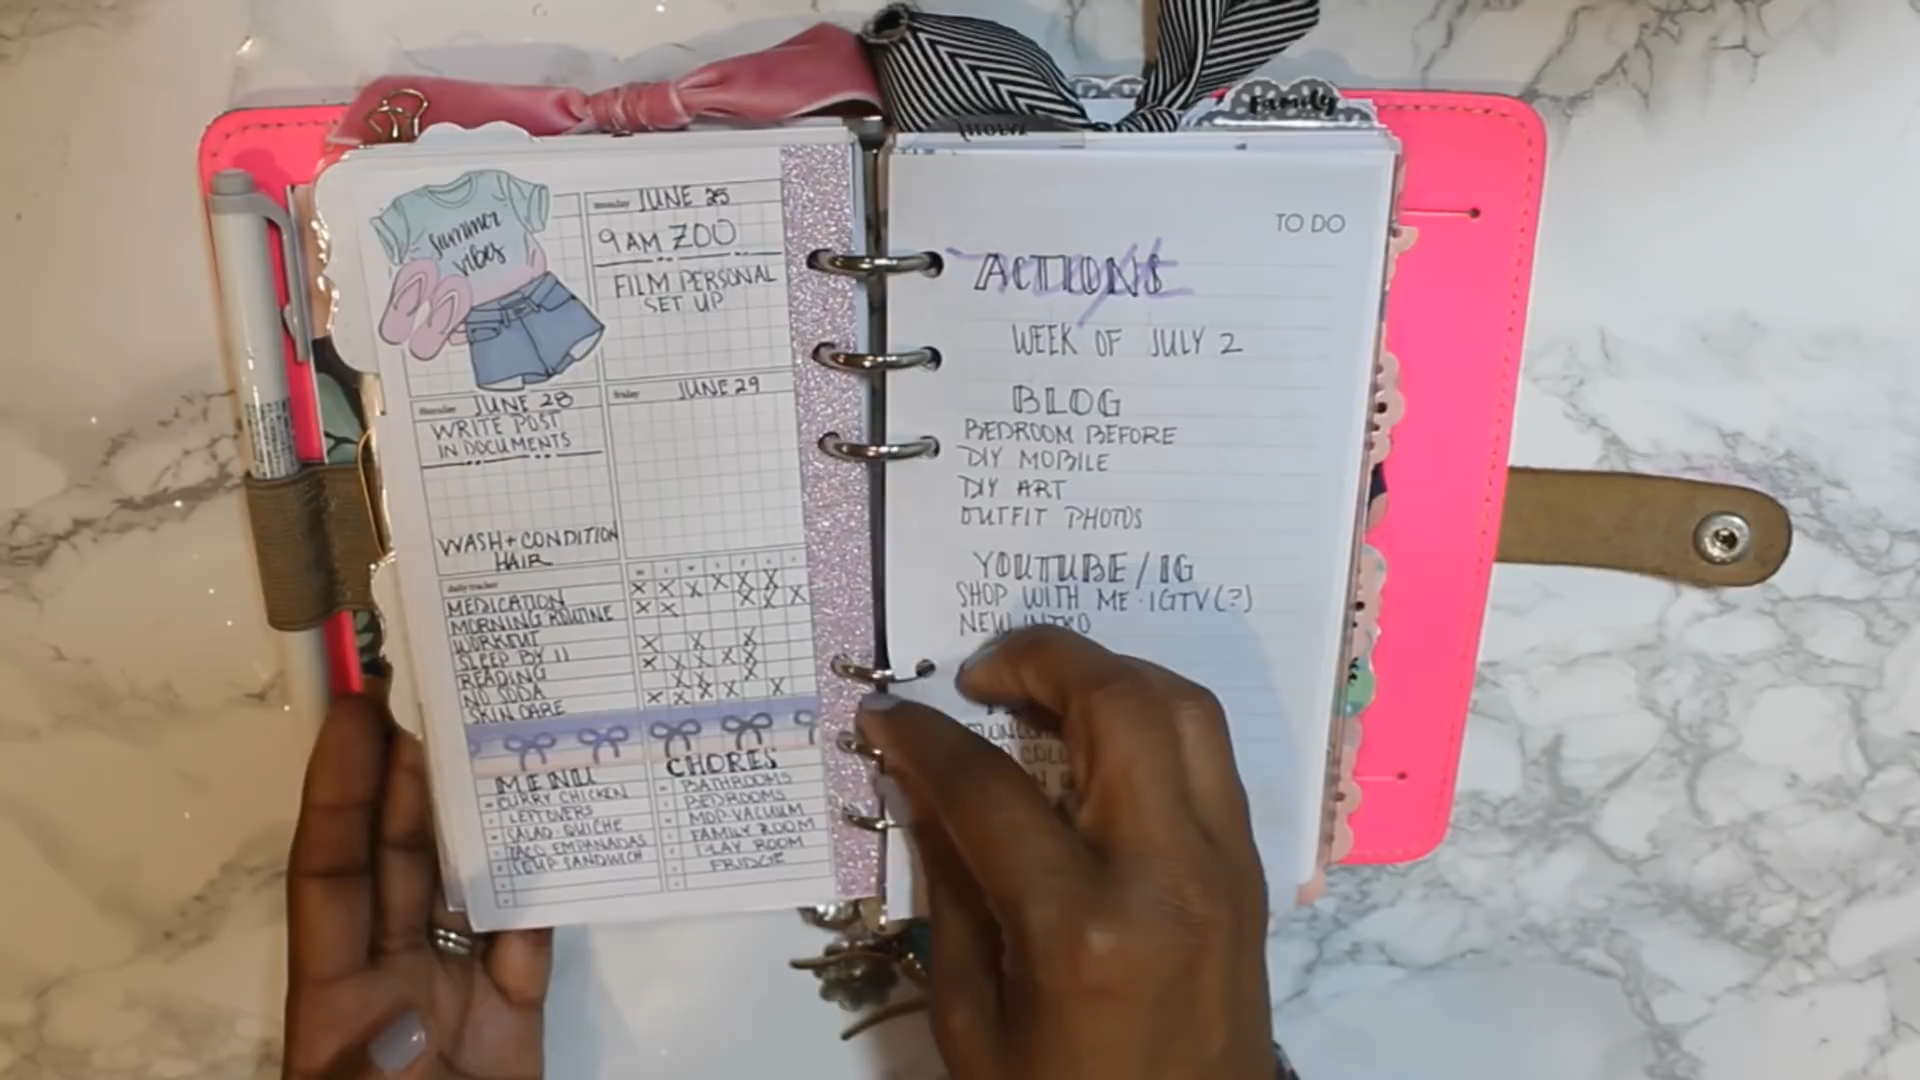 Family
summer
vibes
monday JUNE 25
9 AM ZOO
FILM PERSONAL
SET UP
thursday JUNE 28
WRITE POST
IN DOCUMENTS
WASH + CONDITION
HAIR
friday JUNE 29
daily tracker
MEDICATION
MORNING ROUTINE
WORKOUT
SLEEP BY 11
READING
NO SODA
SKIN CARE
MENU
CURRY CHICKEN
LEFTOVERS
SALAD · QUICHE
TACO EMPANADAS
SOUP SANDWICH
CHORES
BATHROOMS
BEDROOMS
MOP · VACUUM
FAMILY ROOM
PLAY ROOM
FRIDGE
TO DO
ACTIONS
WEEK OF JULY 2
BLOG
BEDROOM BEFORE
DIY MOBILE
DIY ART
OUTFIT PHOTOS
YOUTUBE / IG
SHOP WITH ME · IGTV (?)
NEW INTRO